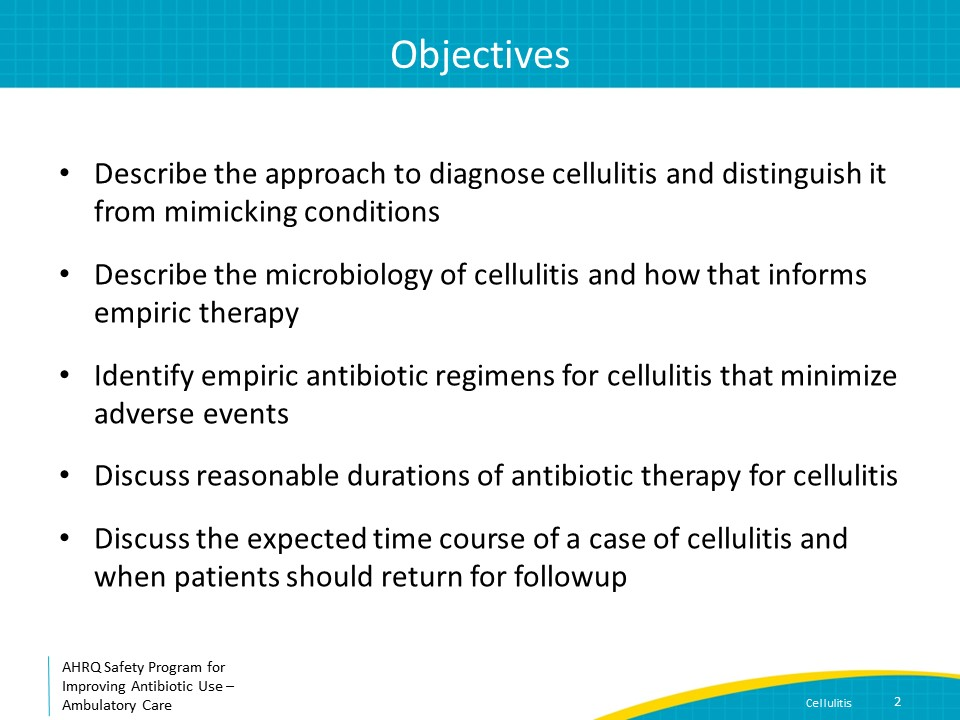 Objectives
• Describe the approach to diagnose cellulitis and distinguish it
from mimicking conditions
• Describe the microbiology of cellulitis and how that informs
empiric therapy
• Identify empiric antibiotic regimens for cellulitis that minimize
adverse events
• Discuss reasonable durations of antibiotic therapy for cellulitis
• Discuss the expected time course of a case of cellulitis and
when patients should return for followup
AHRQ Safety Program for
Improving Antibiotic Use –
Ambulatory Care
Cellulitis 2